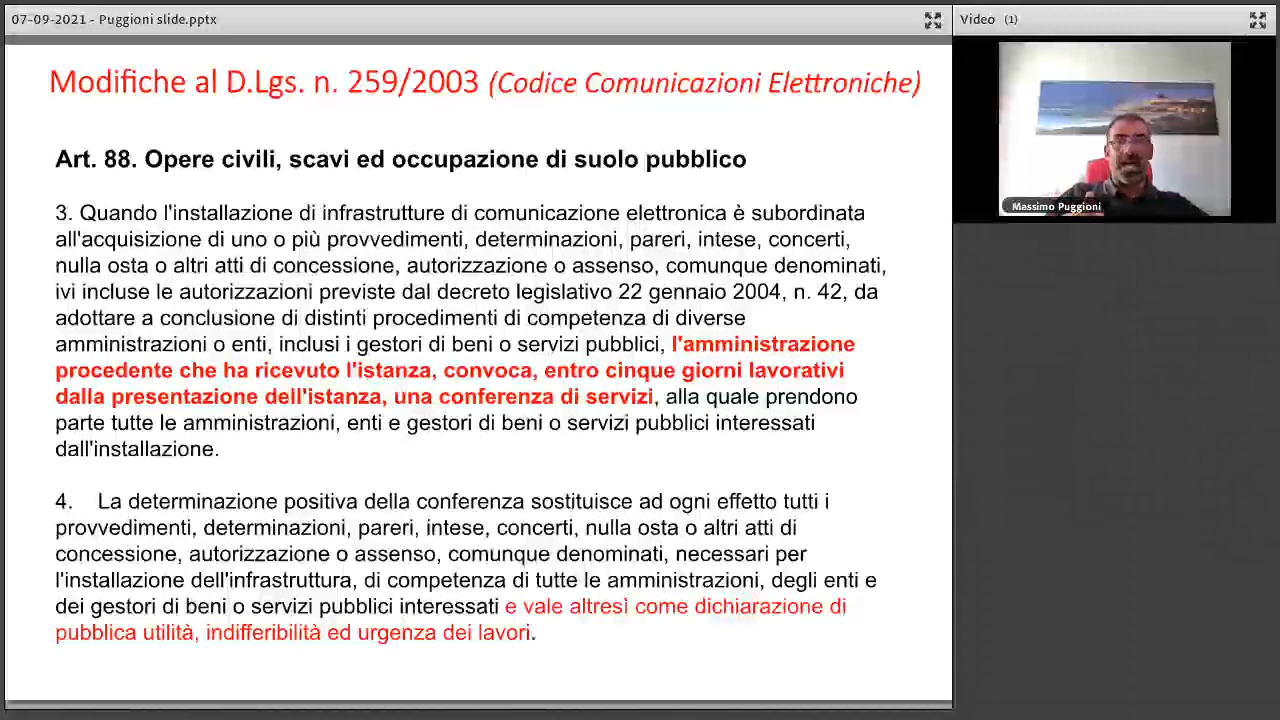 07-09-2021 - Puggioni slide.pptx
Video (1)
Modifiche al D.Lgs. n. 259/2003 (Codice Comunicazioni Elettroniche)
Massimo Puggioni
Art. 88. Opere civili, scavi ed occupazione di suolo pubblico
3. Quando l'installazione di infrastrutture di comunicazione elettronica è subordinata
all'acquisizione di uno o più provvedimenti, determinazioni, pareri, intese, concerti,
nulla osta o altri atti di concessione, autorizzazione o assenso, comunque denominati,
ivi incluse le autorizzazioni previste dal decreto legislativo 22 gennaio 2004, n. 42, da
adottare a conclusione di distinti procedimenti di competenza di diverse
amministrazioni o enti, inclusi i gestori di beni o servizi pubblici, l'amministrazione
procedente che ha ricevuto l'istanza, convoca, entro cinque giorni lavorativi
dalla presentazione dell'istanza, una conferenza di servizi, alla quale prendono
parte tutte le amministrazioni, enti e gestori di beni o servizi pubblici interessati
dall'installazione.
4. La determinazione positiva della conferenza sostituisce ad ogni effetto tutti i
provvedimenti, determinazioni, pareri, intese, concerti, nulla osta o altri atti di
concessione, autorizzazione o assenso, comunque denominati, necessari per
l'installazione dell'infrastruttura, di competenza di tutte le amministrazioni, degli enti e
dei gestori di beni o servizi pubblici interessati e vale altresì come dichiarazione di
pubblica utilità, indifferibilità ed urgenza dei lavori.